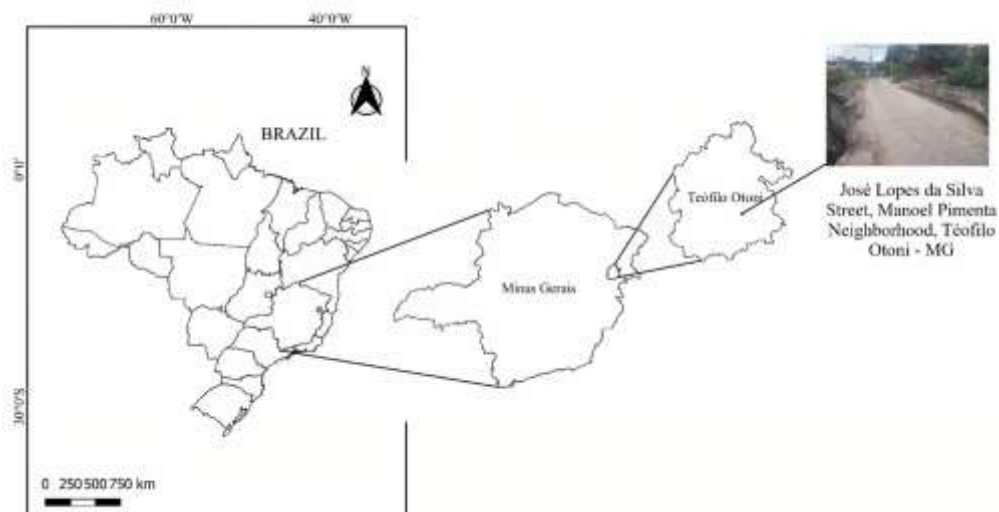 60°0'W 40°0'W
N
BRAZIL
0°0'
Teófilo Otoni
José Lopes da Silva
Street, Manoel Pimenta
Neighborhood, Téofilo
Otoni - MG
Minas Gerais
30°0'S
0 250 500 750 km